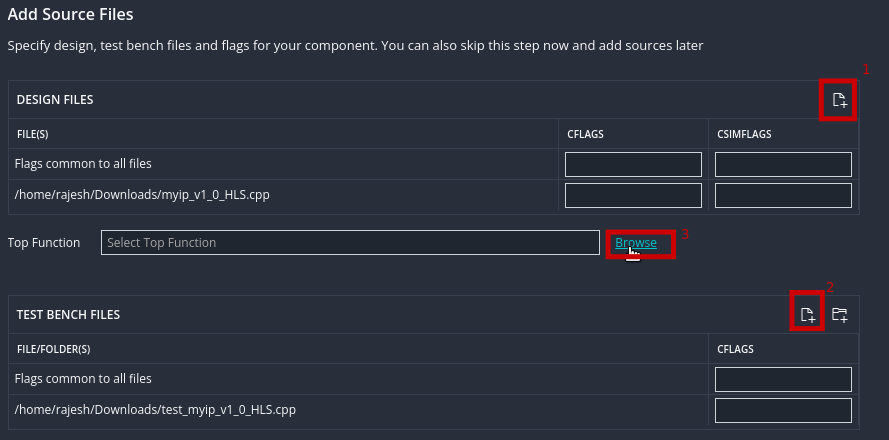 Add Source Files
Specify design, test bench files and flags for your component. You can also skip this step now and add sources later
1
DESIGN FILES
FILE(S) CFLAGS CSIMFLAGS
Flags common to all files
/home/rajesh/Downloads/myip_v1_0_HLS.cpp
Top Function Select Top Function Browse 3
2
TEST BENCH FILES
FILE/FOLDER(S) CFLAGS
Flags common to all files
/home/rajesh/Downloads/test_myip_v1_0_HLS.cpp